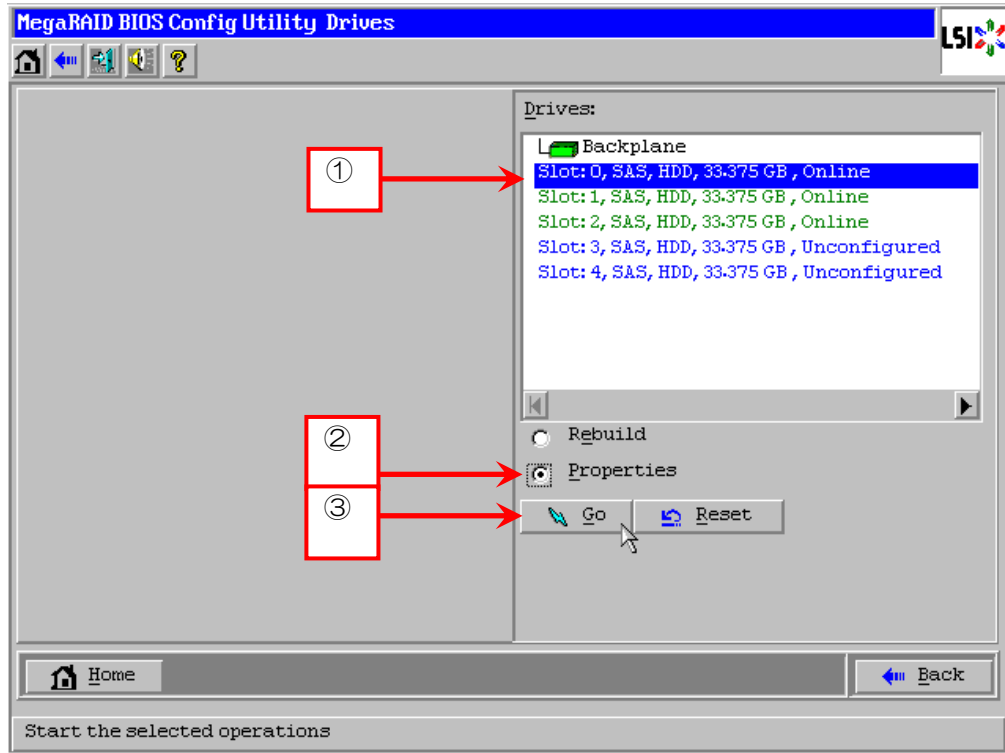 MegaRAID BIOS Config Utility Drives
LSI
Drives:
Backplane
① Slot: 0, SAS, HDD, 33.375 GB , Online
Slot: 1, SAS, HDD, 33.375 GB , Online
Slot: 2, SAS, HDD, 33.375 GB , Online
Slot: 3, SAS, HDD, 33.375 GB , Unconfigured
Slot: 4, SAS, HDD, 33.375 GB , Unconfigured
② Rebuild
Properties
③ Go Reset
Home Back
Start the selected operations